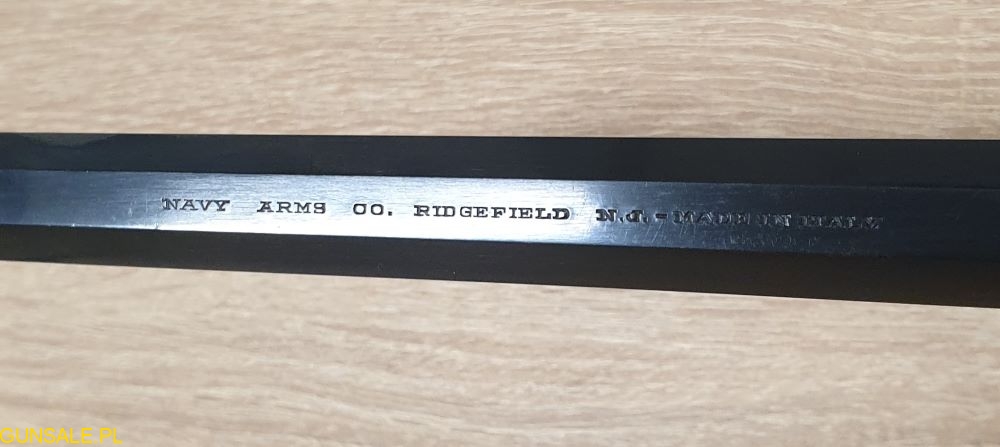 NAVY ARMS CO. RIDGEFIELD N.J. - MADE IN ITALY
GUNSALE.PL